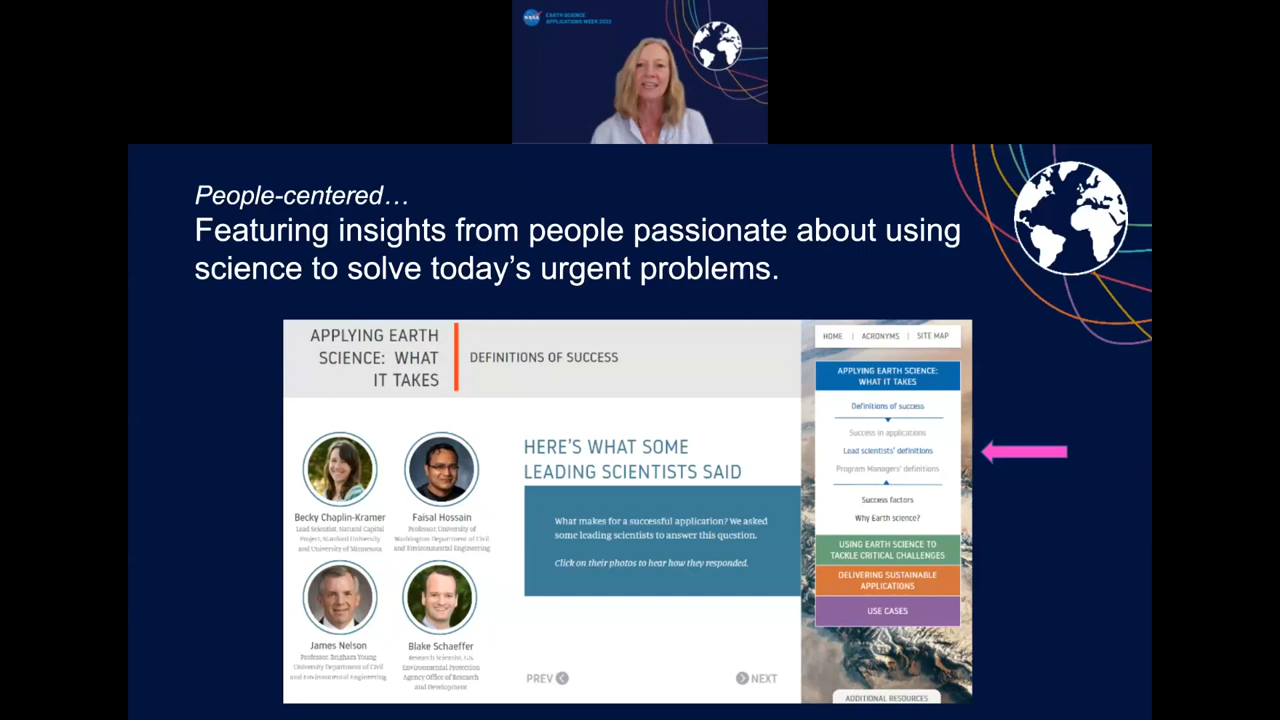 NASA
EARTH SCIENCE
APPLICATIONS WEEK 2022
People-centered…
Featuring insights from people passionate about using
science to solve today's urgent problems.
APPLYING EARTH
SCIENCE: WHAT
IT TAKES
DEFINITIONS OF SUCCESS
HERE'S WHAT SOME
LEADING SCIENTISTS SAID
What makes for a successful application? We asked
some leading scientists to answer this question.
Click on their photos to hear how they responded.
Becky Chaplin-Kramer
Lead Scientist, Natural Capital
Project, Stanford University
and University of Minnesota
Faisal Hossain
Professor, University of
Washington Department of Civil
and Environmental Engineering
James Nelson
Professor, Brigham Young
University Department of Civil
and Environmental Engineering
Blake Schaeffer
Research Scientist, U.S.
Environmental Protection
Agency Office of Research
and Development
PREV
NEXT
HOME | ACRONYMS | SITE MAP
APPLYING EARTH SCIENCE:
WHAT IT TAKES
Definitions of success
Success in applications
Lead scientists' definitions
Program Managers' definitions
Success factors
Why Earth science?
USING EARTH SCIENCE TO
TACKLE CRITICAL CHALLENGES
DELIVERING SUSTAINABLE
APPLICATIONS
USE CASES
ADDITIONAL RESOURCES